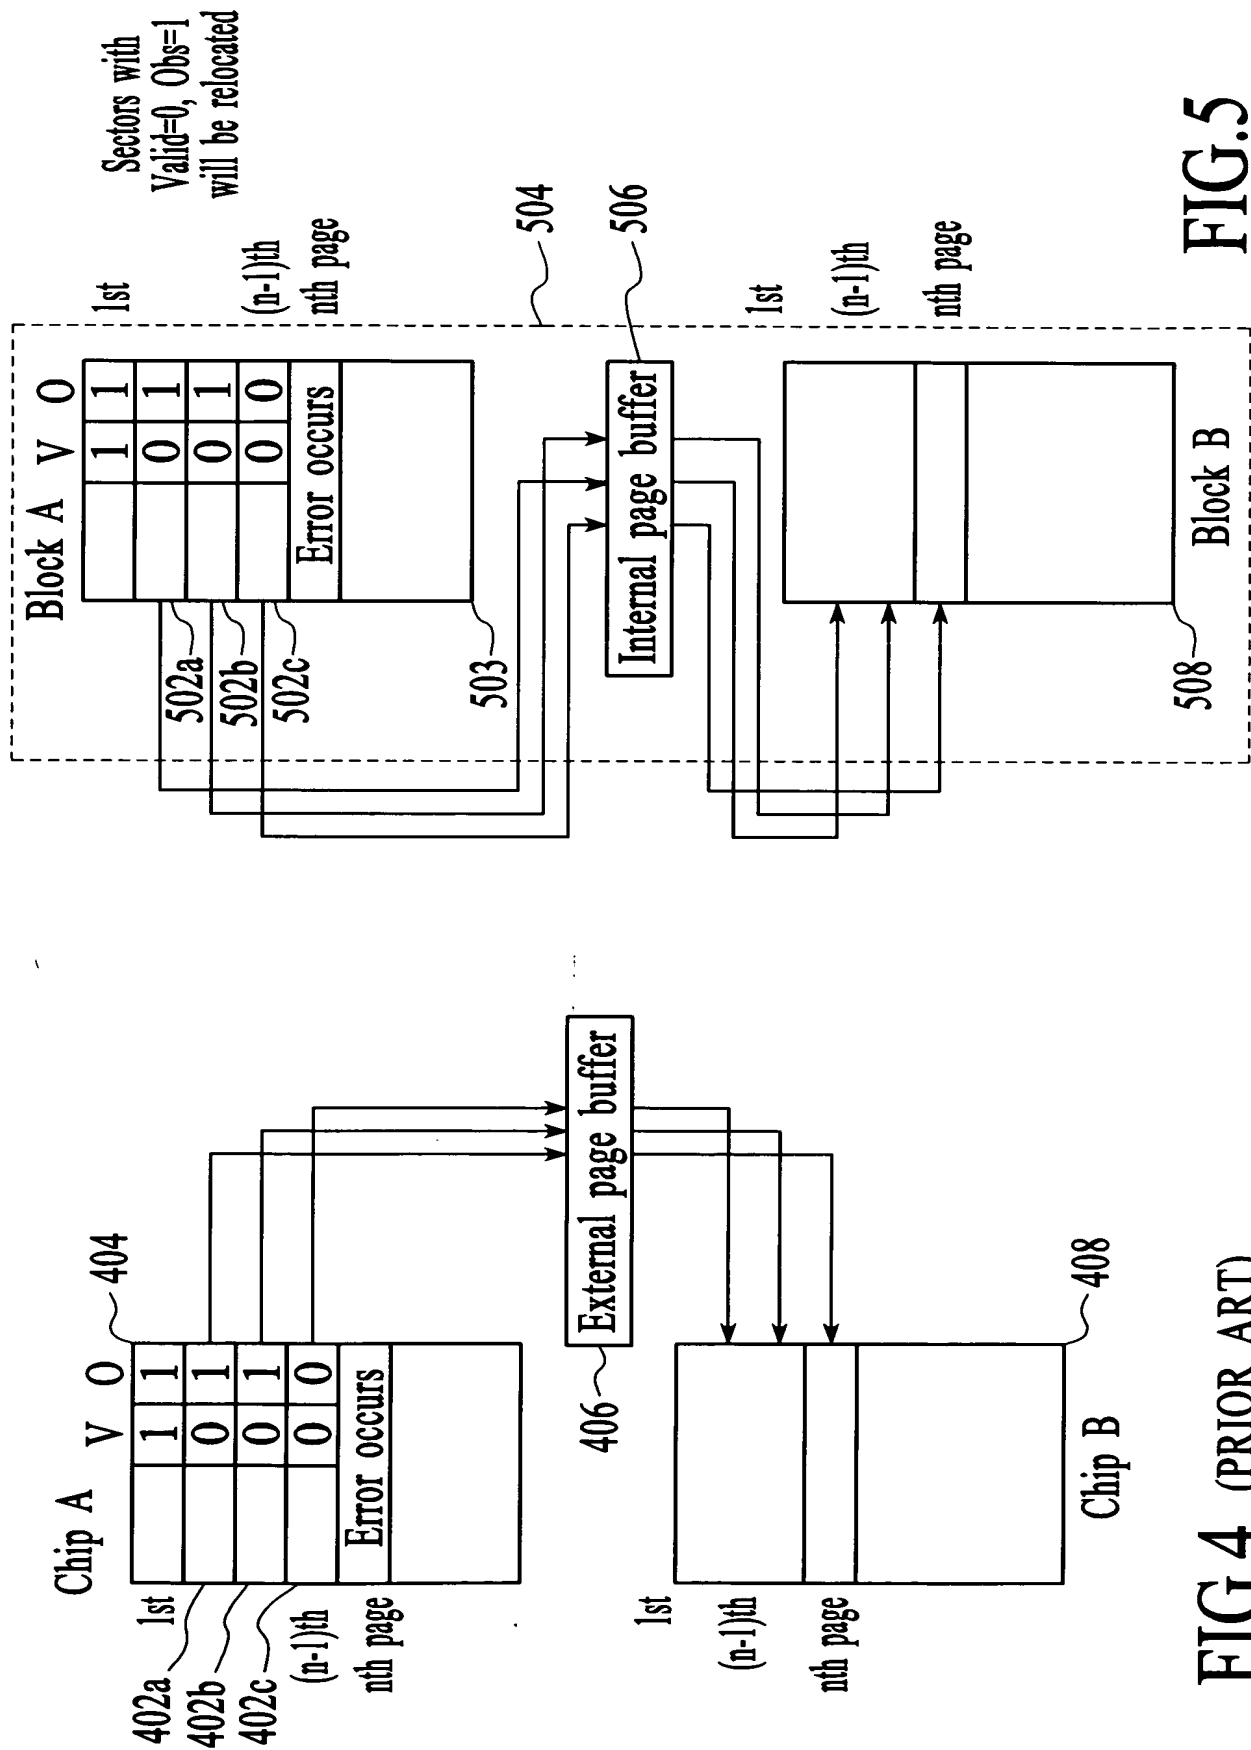 Sectors with
Valid=0, Obs=1
will be relocated
Block A V O
1 1
0 1
0 1
0 0
Error occurs
1st
(n-1)th
nth page
502a
502b
502c
503
504
Internal page buffer
506
1st
(n-1)th
nth page
508
Block B
FIG.5
Chip A V O
404
1st
1 1
0 1
0 1
0 0
Error occurs
(n-1)th
nth page
402a
402b
402c
External page buffer
406
1st
(n-1)th
nth page
408
Chip B
FIG.4 (PRIOR ART)